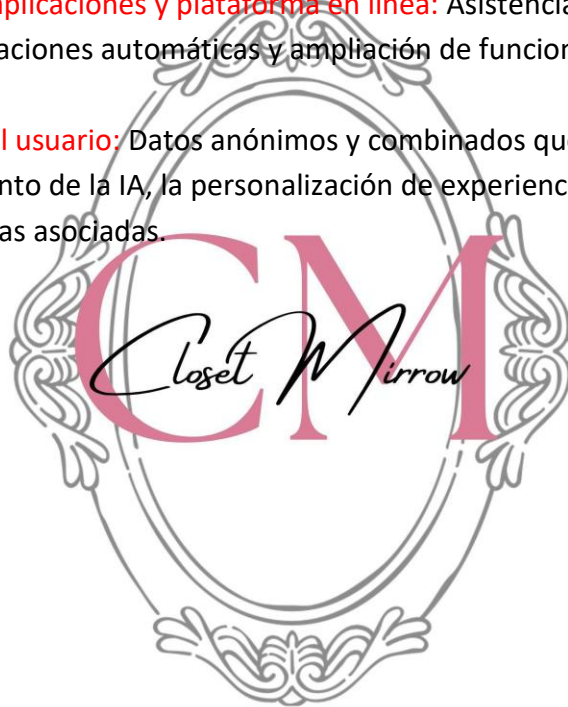 aplicaciones y plataforma en línea: Asistencia
aciones automáticas y ampliación de funcion
l usuario: Datos anónimos y combinados que
nto de la IA, la personalización de experienc
as asociadas.
CM
Closet Mirrow